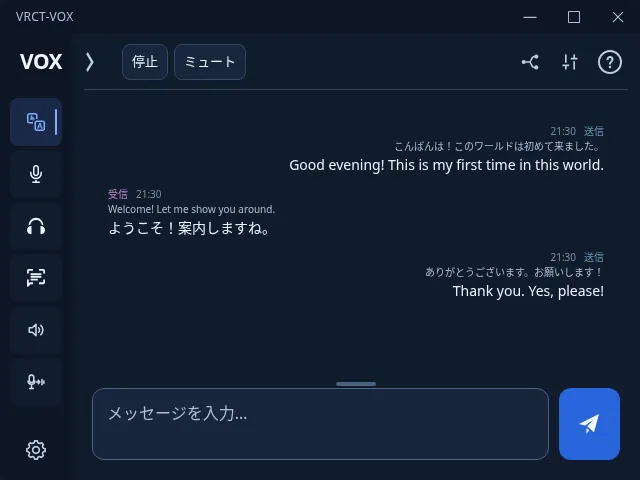 VRCT-VOX
VOX
停止
ミュート
21:30 送信
こんばんは！このワールドは初めて来ました。
Good evening! This is my first time in this world.
受信 21:30
Welcome! Let me show you around.
ようこそ！案内しますね。
21:30 送信
ありがとうございます。お願いします！
Thank you. Yes, please!
メッセージを入力...